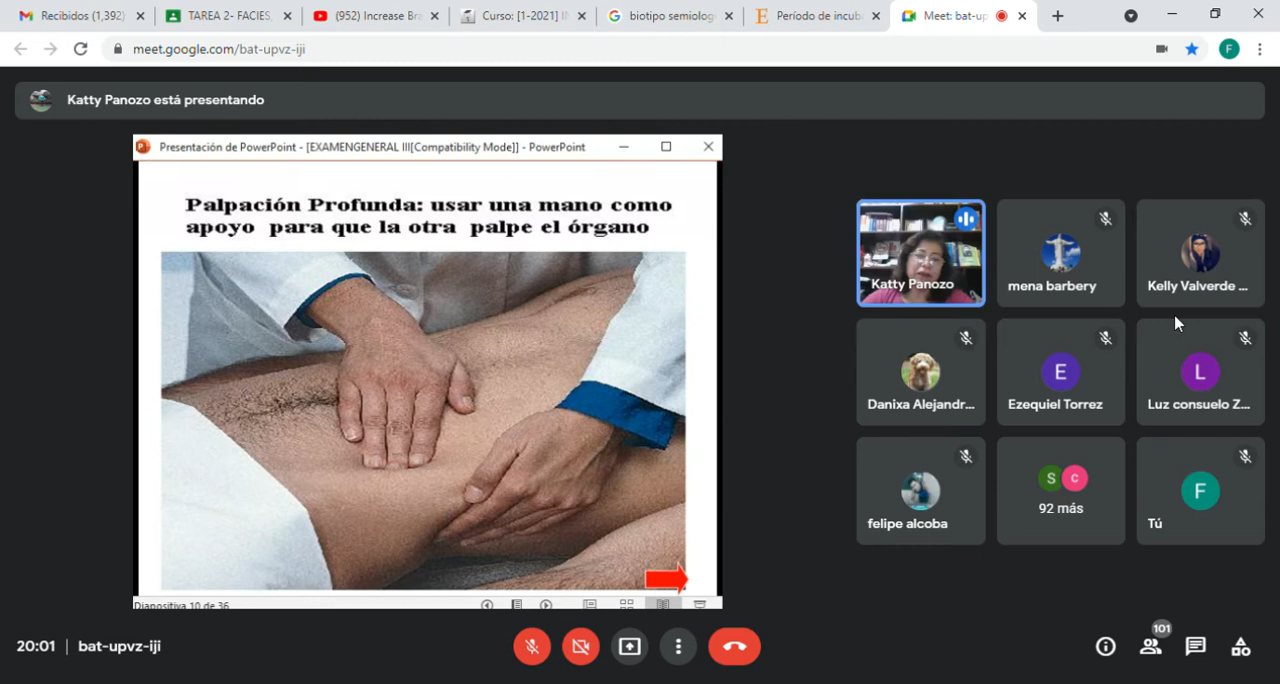 Recibidos (1,392)
TAREA 2- FACIES,
(952) Increase Bra
Curso: [1-2021] II
biotipo semiolog
Período de incub
Meet: bat-up
meet.google.com/bat-upvz-iji
F
Katty Panozo está presentando
Presentación de PowerPoint - [EXAMENGENERAL III[Compatibility Mode]] - PowerPoint
Palpación Profunda: usar una mano como
apoyo para que la otra palpe el órgano
Diapositiva 10 de 36
Katty Panozo
mena barbery
Kelly Valverde ...
Danixa Alejandr...
E
Ezequiel Torrez
L
Luz consuelo Z...
felipe alcoba
S
C
92 más
F
Tú
20:01
bat-upvz-iji
101